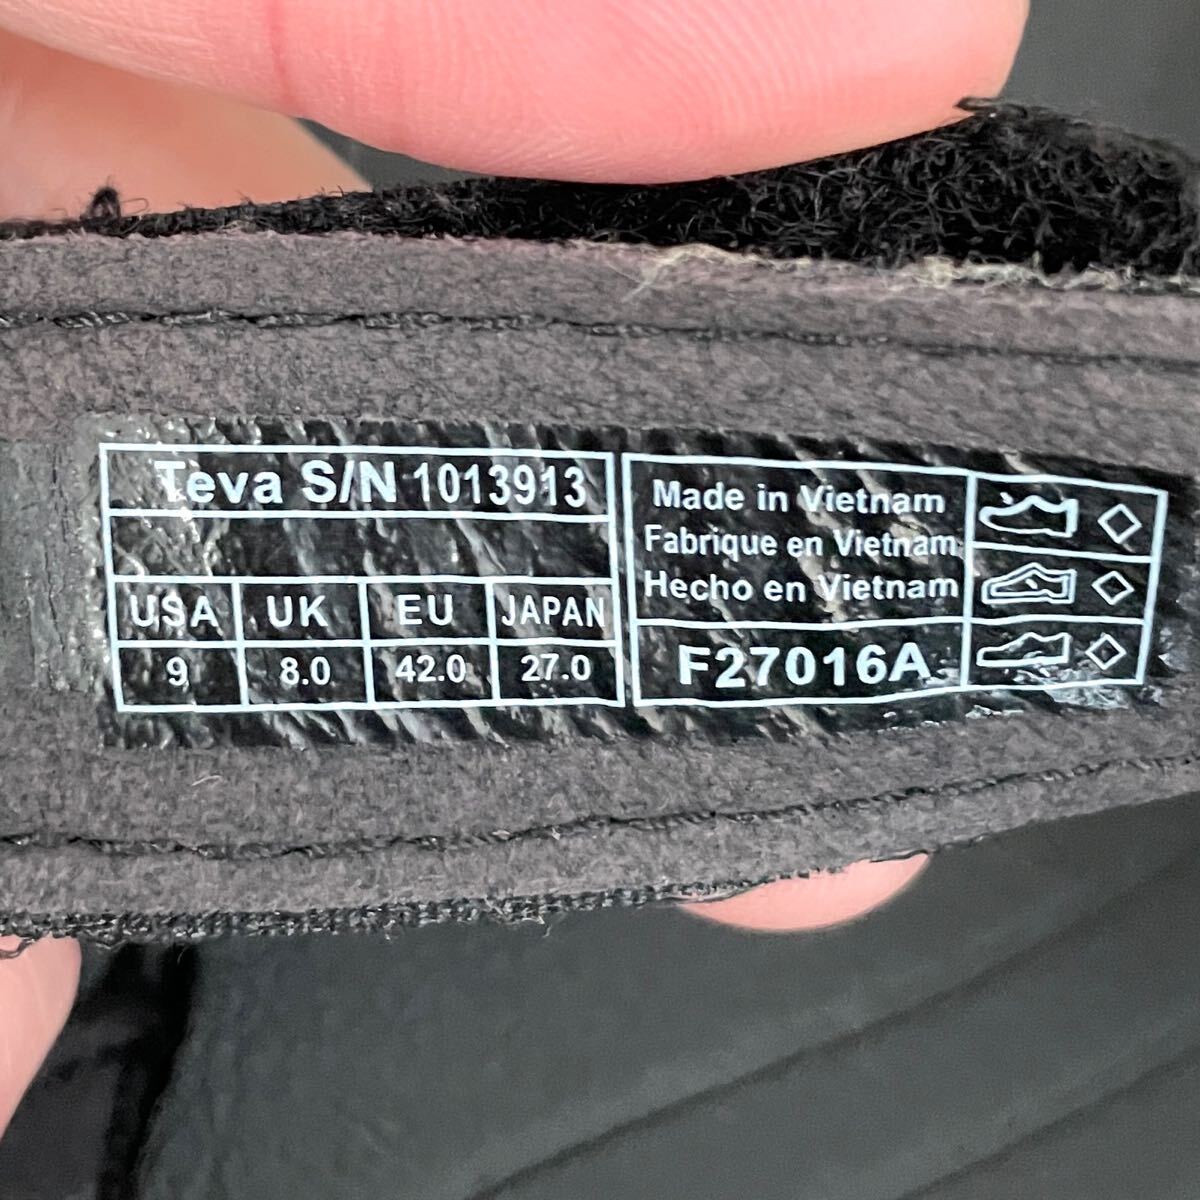 Teva S/N 1013913
USA UK EU JAPAN
9 8.0 42.0 27.0
Made in Vietnam
Fabrique en Vietnam
Hecho en Vietnam
F27016A